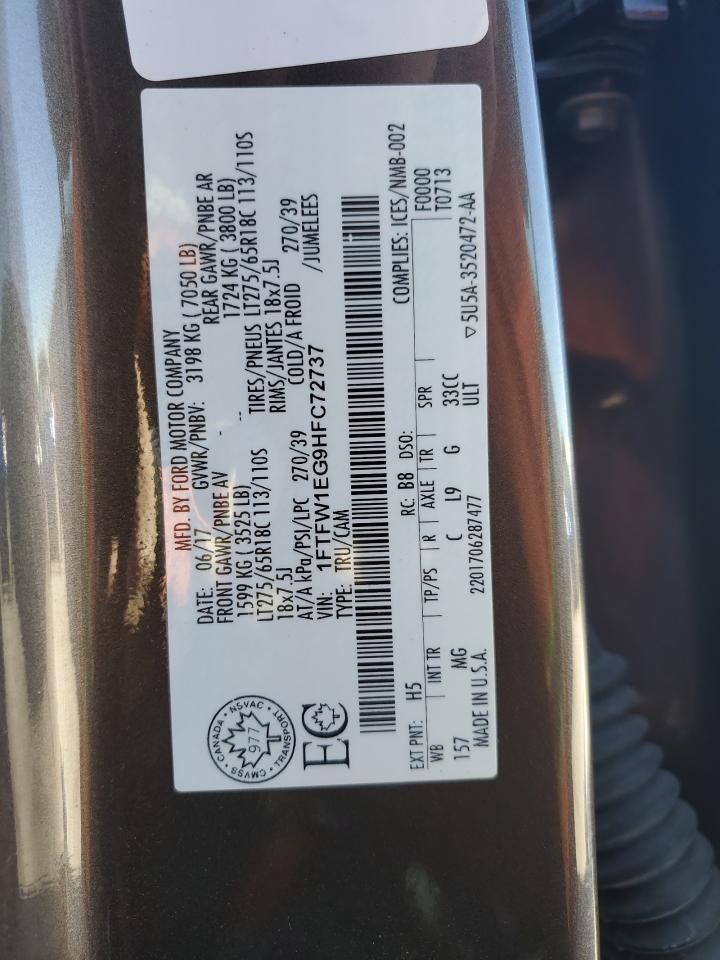 MFD. BY FORD MOTOR COMPANY
DATE: 06/17 GVWR/PNBV: 3198 KG ( 7050 LB)
FRONT GAWR/PNBE AV REAR GAWR/PNBE AR
1599 KG ( 3525 LB) - -- 1724 KG ( 3800 LB)
LT275/65R18C 113/110S TIRES/PNEUS LT275/65R18C 113/110S
18x7.5J RIMS/JANTES 18x7.5J
AT/A kPa/PSI/LPC 270/39 COLD/A FROID 270/39
VIN: 1FTFW1EG9HFC72737 /JUMELEES
TYPE: TRU/CAM
CANADA • NSVAC • TRANSPORT • CMVSS •
977
EC
COMPLIES: ICES/NMB-002
EXT PNT: H5 RC: B8 DSO: F0000
WB INT TR TP/PS R AXLE TR SPR T0713
157 MG C L9 G 33CC
MADE IN U.S.A. 2201706287477 ULT 5U5A-3520472-AA